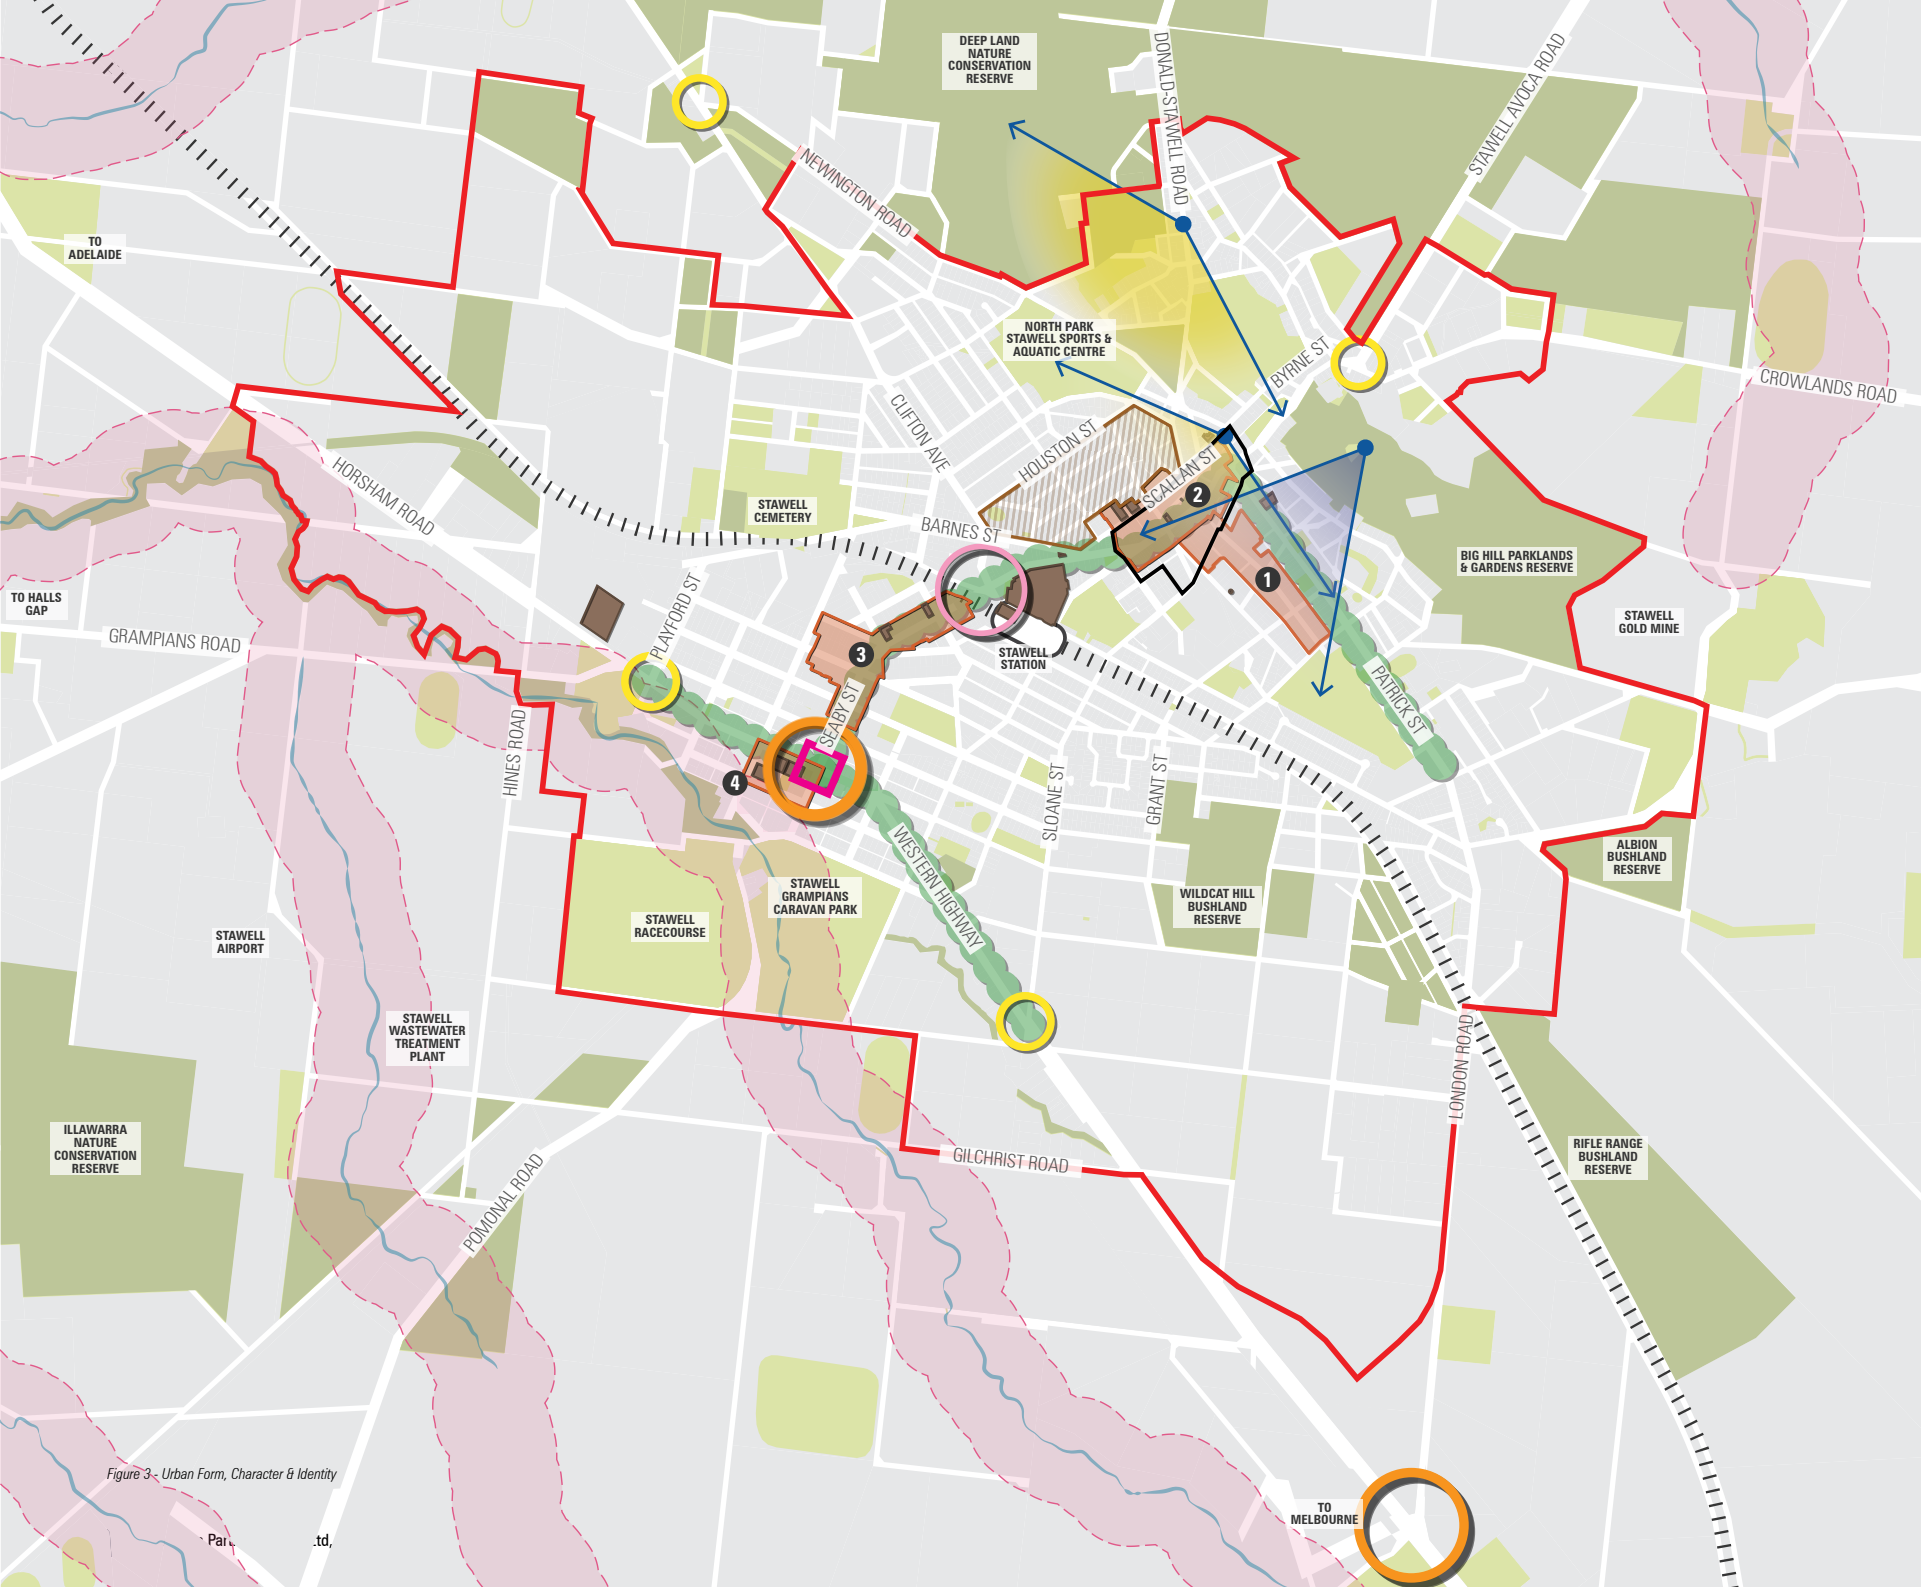 DEEP LAND
NATURE
CONSERVATION
RESERVE
DONALD-STAWELL ROAD
STAWELL AVOCA ROAD
NEWINGTON ROAD
TO
ADELAIDE
NORTH PARK
STAWELL SPORTS &
AQUATIC CENTRE
BYRNE ST
CROWLANDS ROAD
CLIFTON AVE
HOUSTON ST
SCALLAN ST
2
HORSHAM ROAD
STAWELL
CEMETERY
BARNES ST
BIG HILL PARKLANDS
& GARDENS RESERVE
1
TO HALLS
GAP
GRAMPIANS ROAD
PLAYFORD ST
STAWELL
GOLD MINE
3
STAWELL
STATION
PATRICK ST
SEABY ST
HINES ROAD
4
SLOANE ST
GRANT ST
WESTERN HIGHWAY
ALBION
BUSHLAND
RESERVE
STAWELL
GRAMPIANS
CARAVAN PARK
WILDCAT HILL
BUSHLAND
RESERVE
STAWELL
RACECOURSE
STAWELL
AIRPORT
STAWELL
WASTEWATER
TREATMENT
PLANT
LONDON ROAD
ILLAWARRA
NATURE
CONSERVATION
RESERVE
GILCHRIST ROAD
RIFLE RANGE
BUSHLAND
RESERVE
POMONAL ROAD
Figure 3 - Urban Form, Character & Identity
TO
MELBOURNE